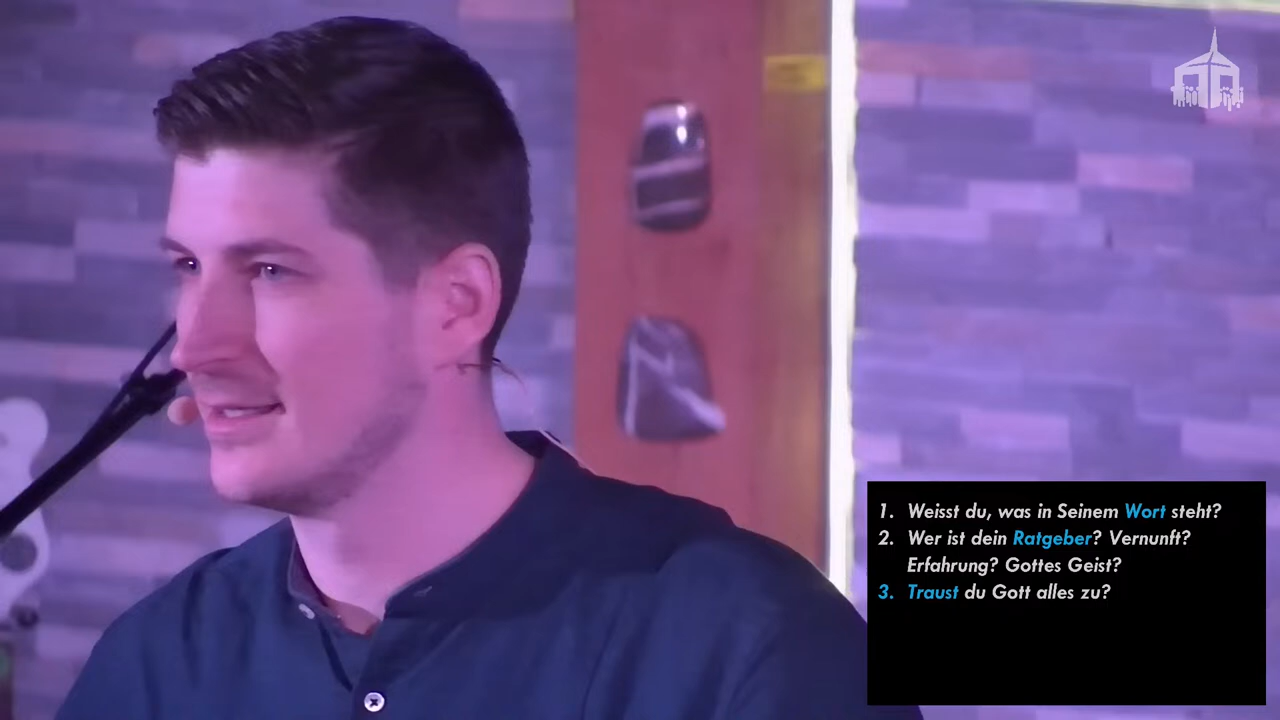 1. Weisst du, was in Seinem Wort steht?
2. Wer ist dein Ratgeber? Vernunft?
Erfahrung? Gottes Geist?
3. Traust du Gott alles zu?